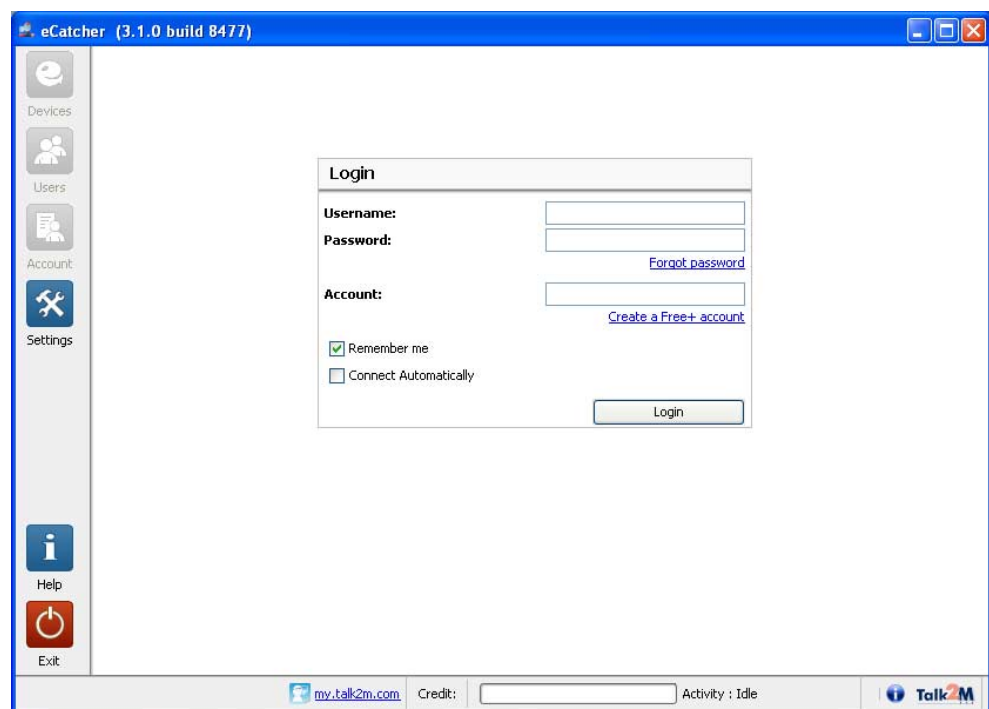 eCatcher (3.1.0 build 8477)
Devices
Users
Account
Settings
Help
Exit
Login
Username:
Password:
Forgot password
Account:
Create a Free+ account
Remember me
Connect Automatically
Login
my.talk2m.com
Credit:
Activity : Idle
Talk2M